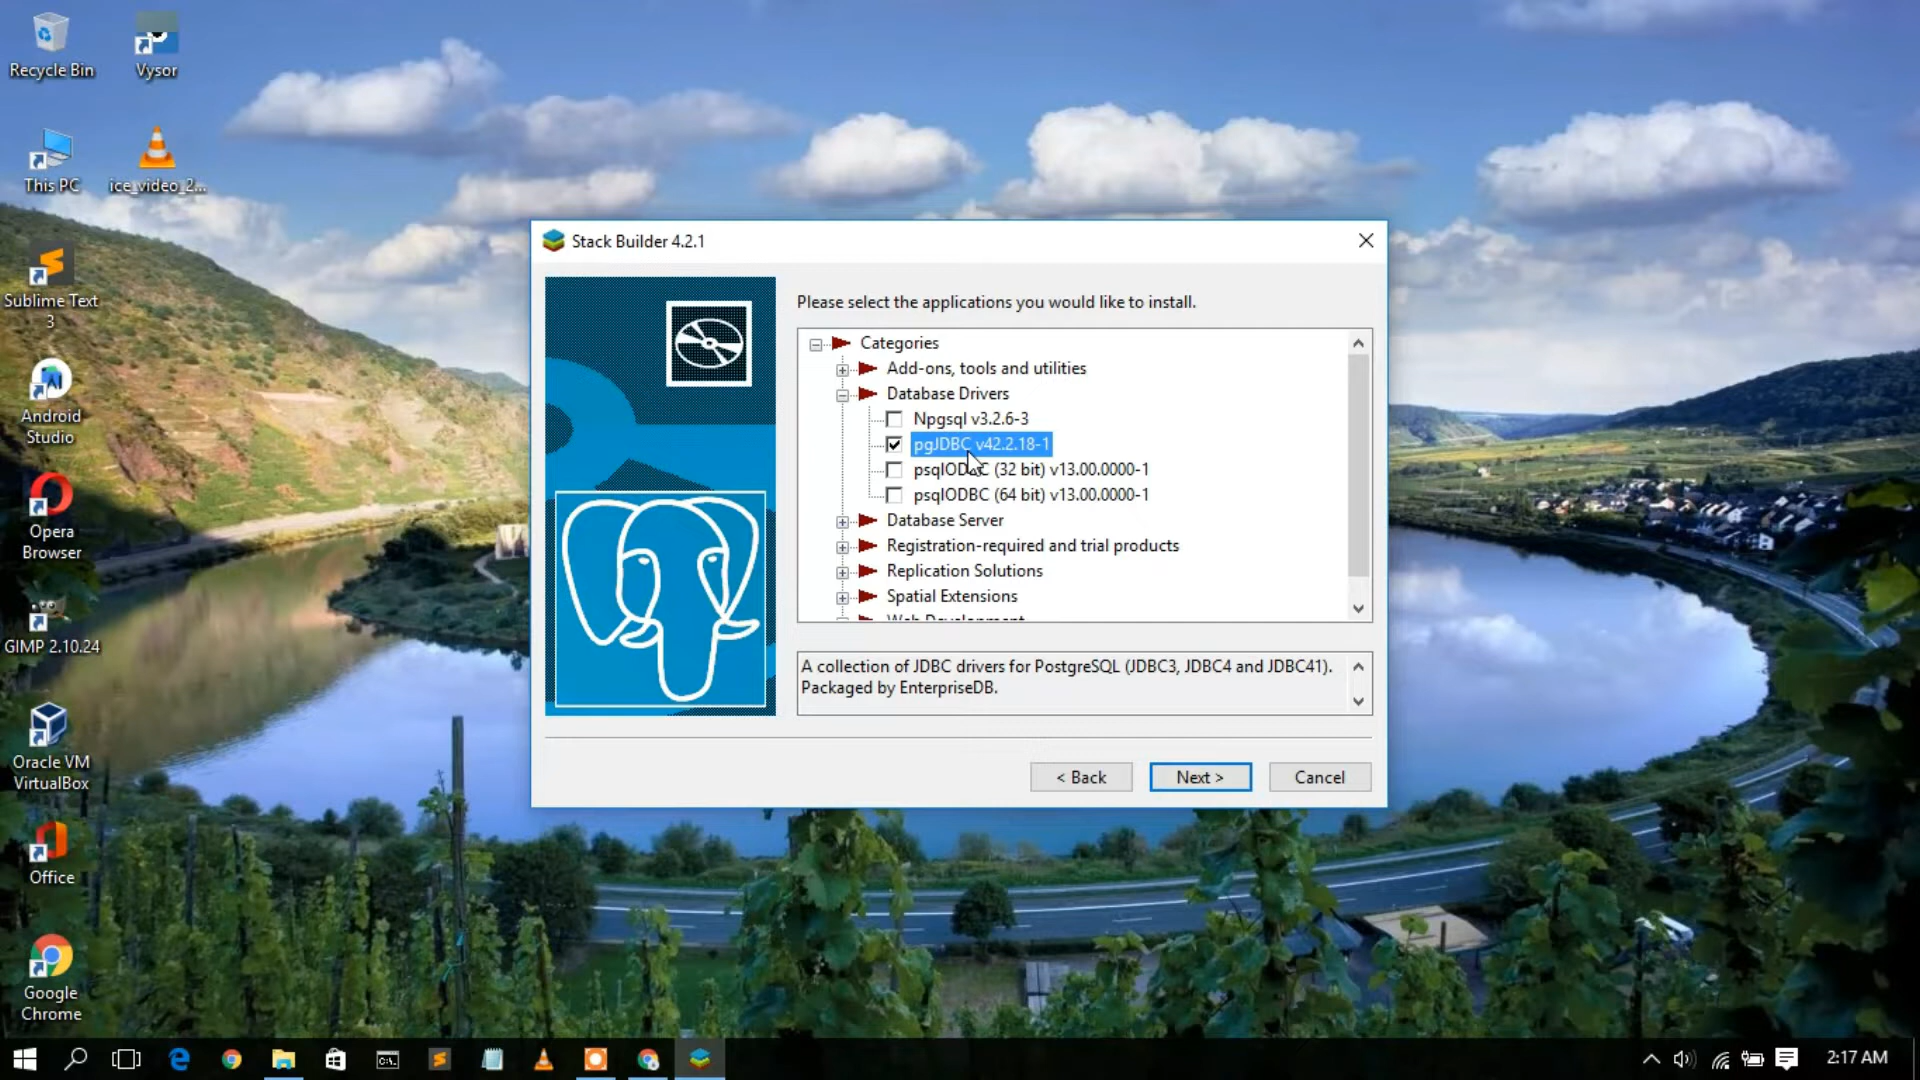 Recycle Bin
Vysor
This PC
ice_video_2...
Sublime Text
3
Android
Studio
Opera
Browser
GIMP 2.10.24
Oracle VM
VirtualBox
Office
Google
Chrome
Stack Builder 4.2.1
Please select the applications you would like to install.
Categories
Add-ons, tools and utilities
Database Drivers
Npgsql v3.2.6-3
pgJDBC v42.2.18-1
psqlODBC (32 bit) v13.00.0000-1
psqlODBC (64 bit) v13.00.0000-1
Database Server
Registration-required and trial products
Replication Solutions
Spatial Extensions
Web Development
A collection of JDBC drivers for PostgreSQL (JDBC3, JDBC4 and JDBC41).
Packaged by EnterpriseDB.
< Back
Next >
Cancel
2:17 AM